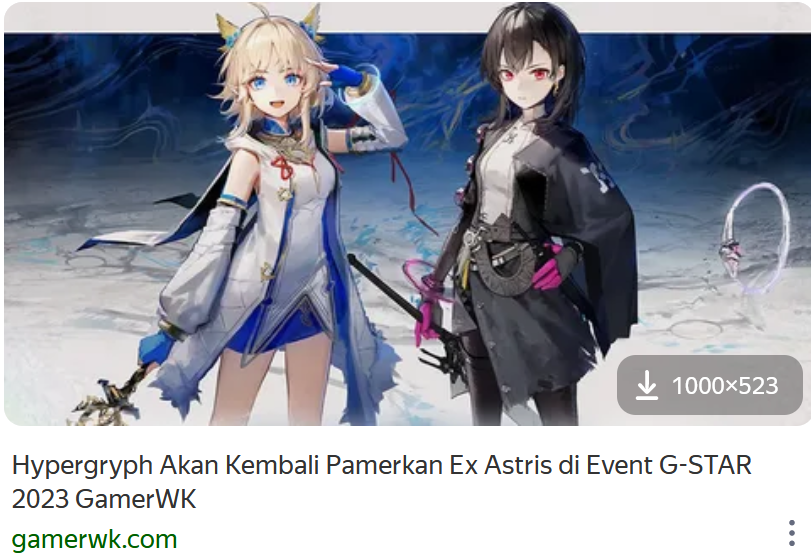 1000×523
Hypergryph Akan Kembali Pamerkan Ex Astris di Event G-STAR
2023 GamerWK
gamerwk.com